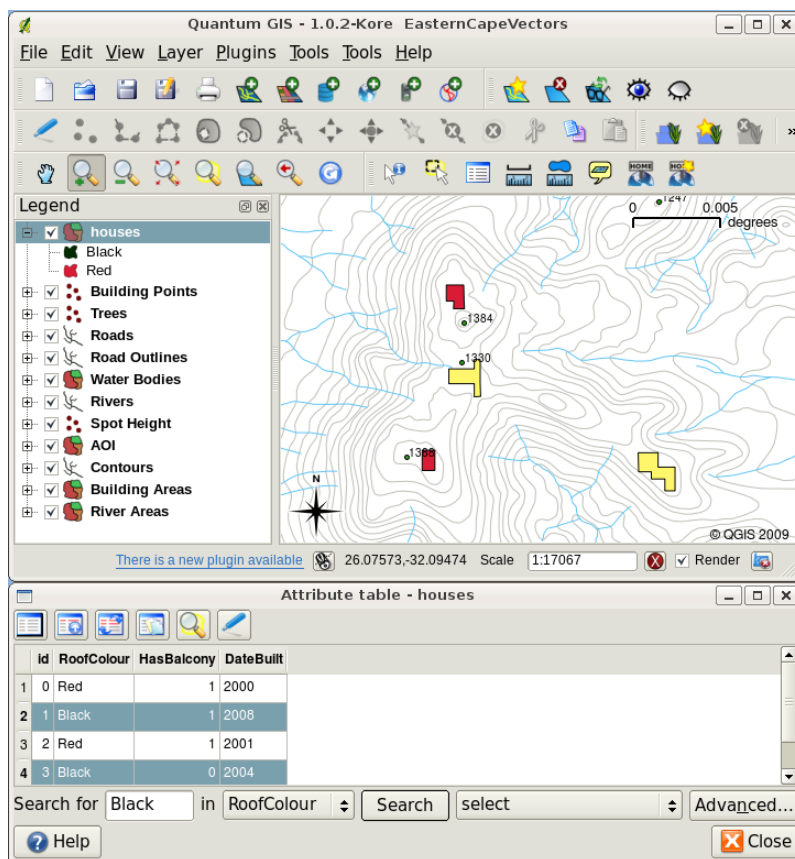 Quantum GIS - 1.0.2-Kore EasternCapeVectors
File Edit View Layer Plugins Tools Tools Help
Legend
houses
Black
Red
Building Points
Trees
Roads
Road Outlines
Water Bodies
Rivers
Spot Height
AOI
Contours
Building Areas
River Areas
1247
0 0.005
degrees
1384
1330
1388
N
© QGIS 2009
There is a new plugin available 26.07573,-32.09474 Scale 1:17067 Render
Attribute table - houses
id RoofColour HasBalcony DateBuilt
1 0 Red 1 2000
2 1 Black 1 2008
3 2 Red 1 2001
4 3 Black 0 2004
Search for Black in RoofColour Search select Advanced...
Help Close